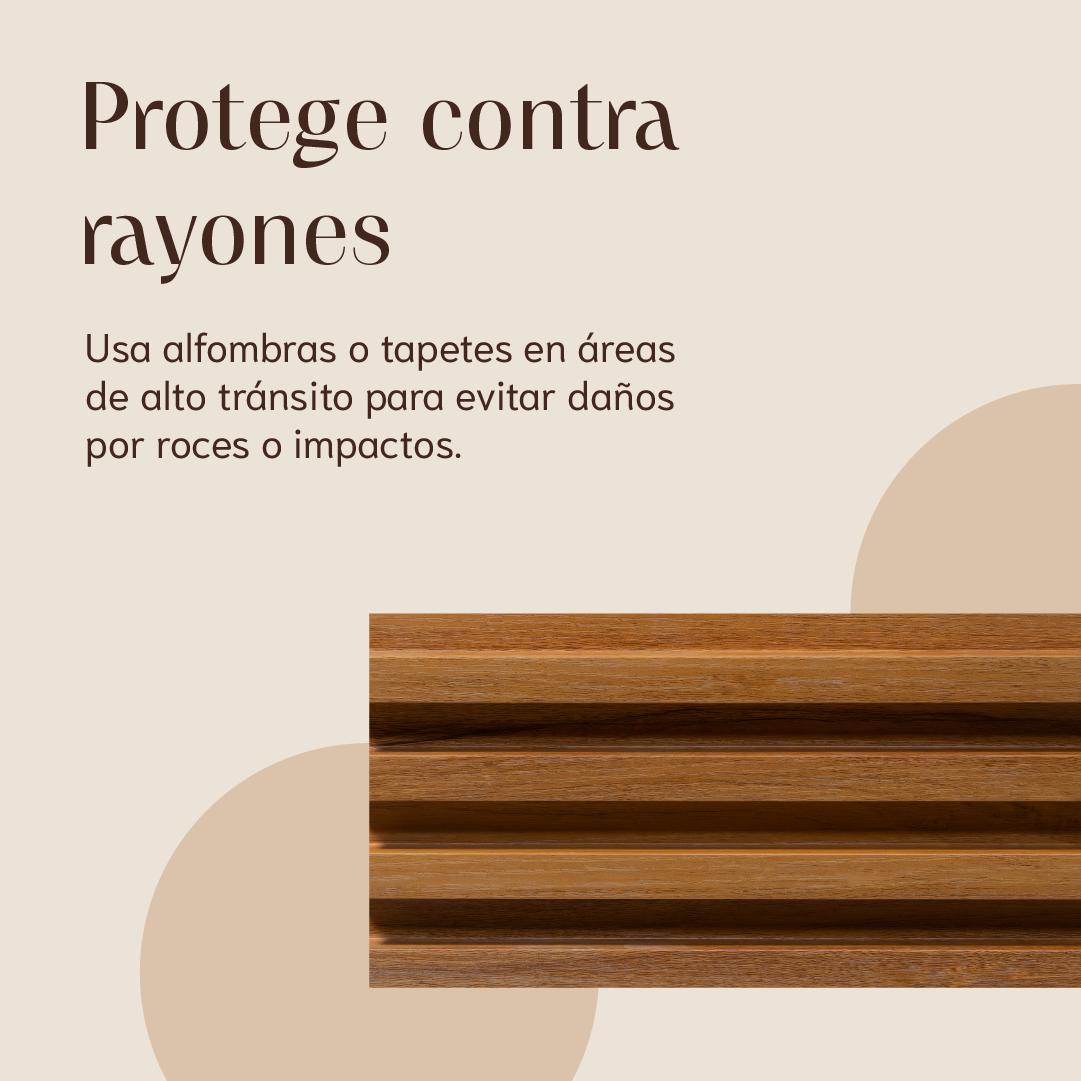 Protege contra
rayones
Usa alfombras o tapetes en áreas
de alto tránsito para evitar daños
por roces o impactos.